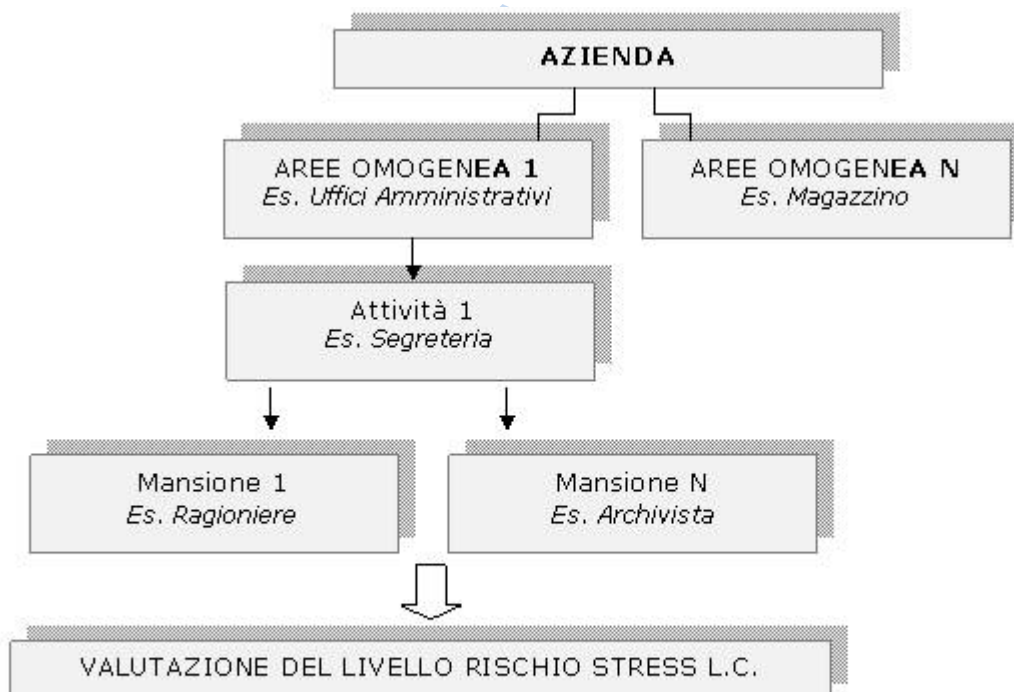 AZIENDA
AREE OMOGENEA 1
Es. Uffici Amministrativi
AREE OMOGENEA N
Es. Magazzino
Attività 1
Es. Segreteria
Mansione 1
Es. Ragioniere
Mansione N
Es. Archivista
VALUTAZIONE DEL LIVELLO RISCHIO STRESS L.C.